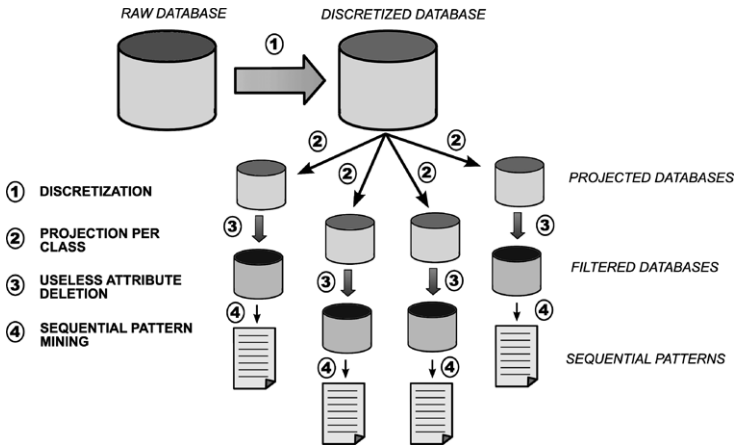 RAW DATABASE
DISCRETIZED DATABASE
1
2
2
2
2
PROJECTED DATABASES
1 DISCRETIZATION
2 PROJECTION PER
CLASS
3 USELESS ATTRIBUTE
DELETION
4 SEQUENTIAL PATTERN
MINING
3
3
3
3
FILTERED DATABASES
4
4
4
4
SEQUENTIAL PATTERNS